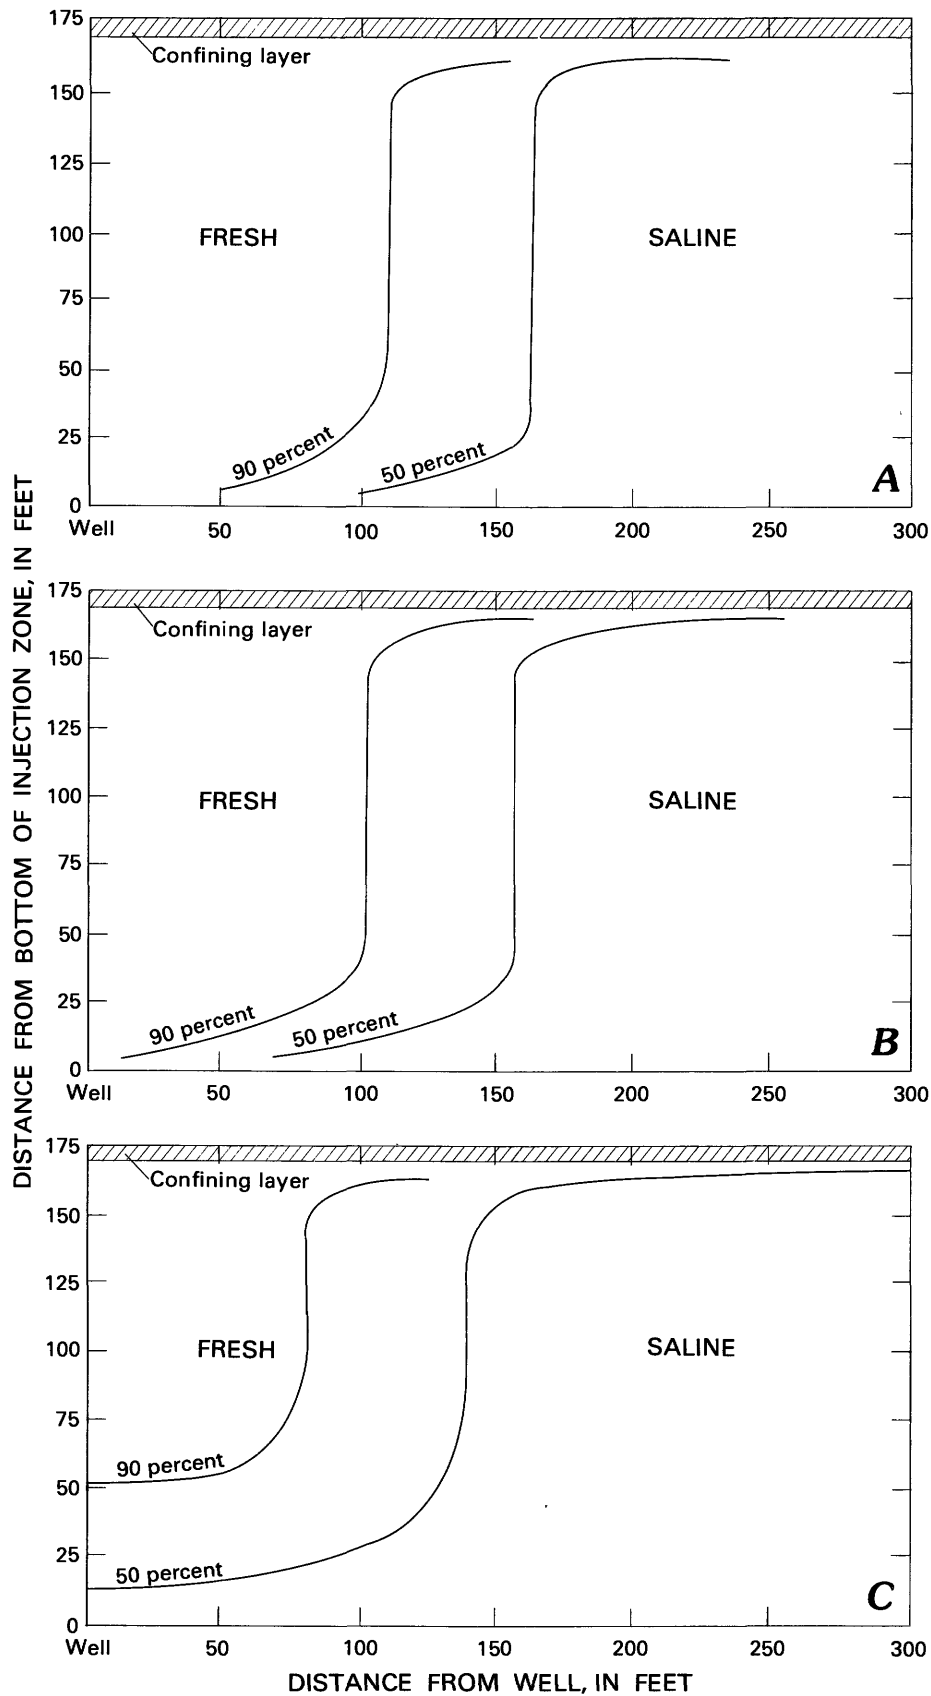 175
Confining layer
150
125
100
FRESH
SALINE
75
50
25
90 percent
50 percent
A
0
Well
50
100
150
200
250
300
175
Confining layer
150
125
100
FRESH
SALINE
75
50
25
90 percent
50 percent
B
0
Well
50
100
150
200
250
300
175
Confining layer
150
125
100
FRESH
SALINE
75
90 percent
50
25
50 percent
C
0
Well
50
100
150
200
250
300
DISTANCE FROM BOTTOM OF INJECTION ZONE, IN FEET
DISTANCE FROM WELL, IN FEET